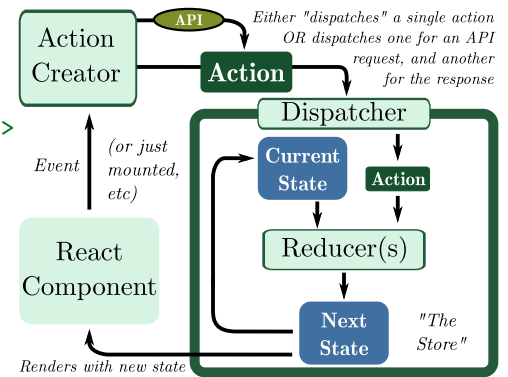 Action
Creator
API
Either "dispatches" a single action
OR dispatches one for an API
request, and another
for the response
Action
>
Dispatcher
Event
(or just
mounted,
etc)
Current
State
Action
React
Component
Reducer(s)
Next
State
"The
Store"
Renders with new state